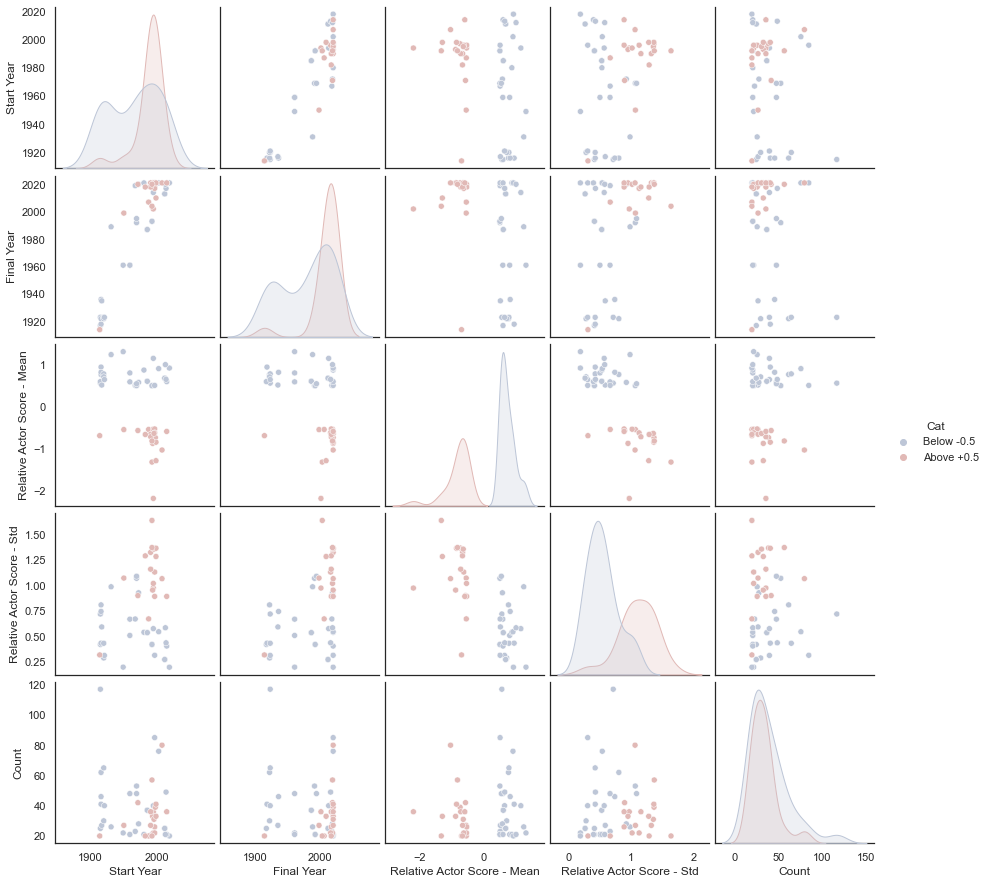 2020
2000
1980
1960
1940
1920
Start Year
2020
2000
1980
1960
1940
1920
Final Year
1
0
−1
−2
Relative Actor Score - Mean
Cat
Below -0.5
Above +0.5
1.50
1.25
1.00
0.75
0.50
0.25
Relative Actor Score - Std
120
100
80
60
40
20
Count
1900 2000
Start Year
1900 2000
Final Year
−2 0
Relative Actor Score - Mean
0 1 2
Relative Actor Score - Std
0 50 100 150
Count